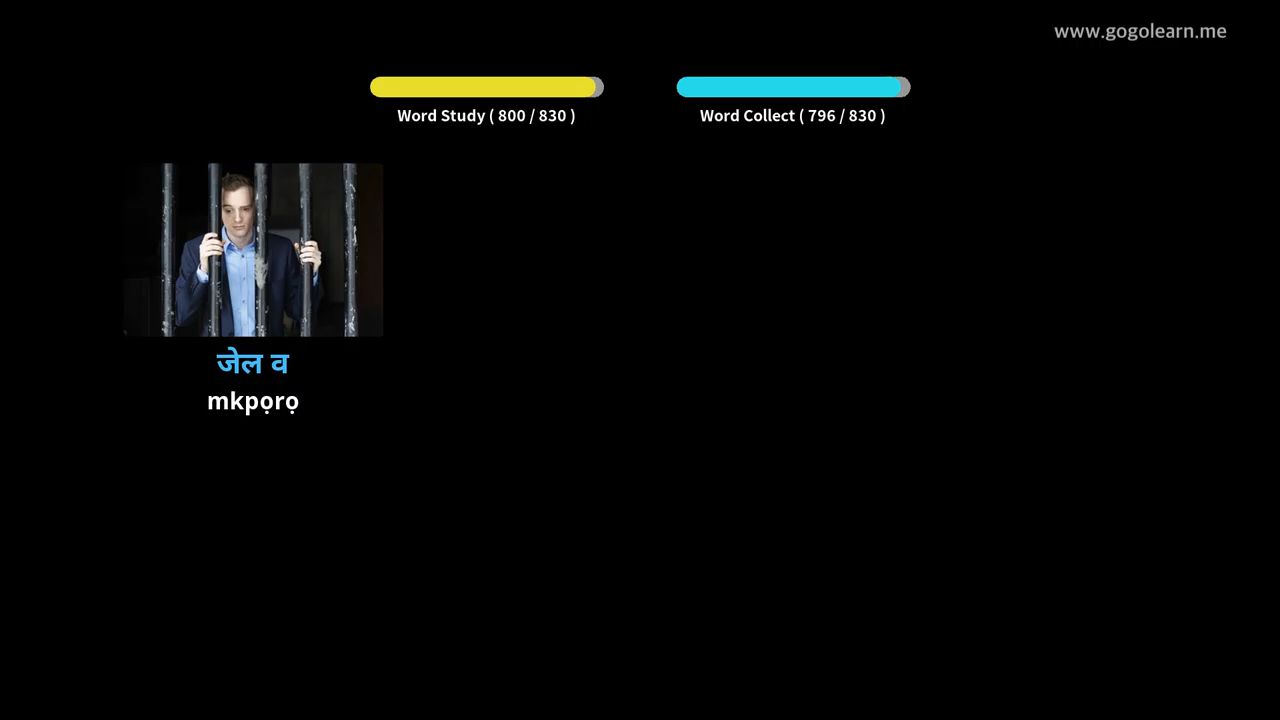 www.gogolearn.me
Word Study ( 800 / 830 )
Word Collect ( 796 / 830 )
जेल व
mkpọrọ